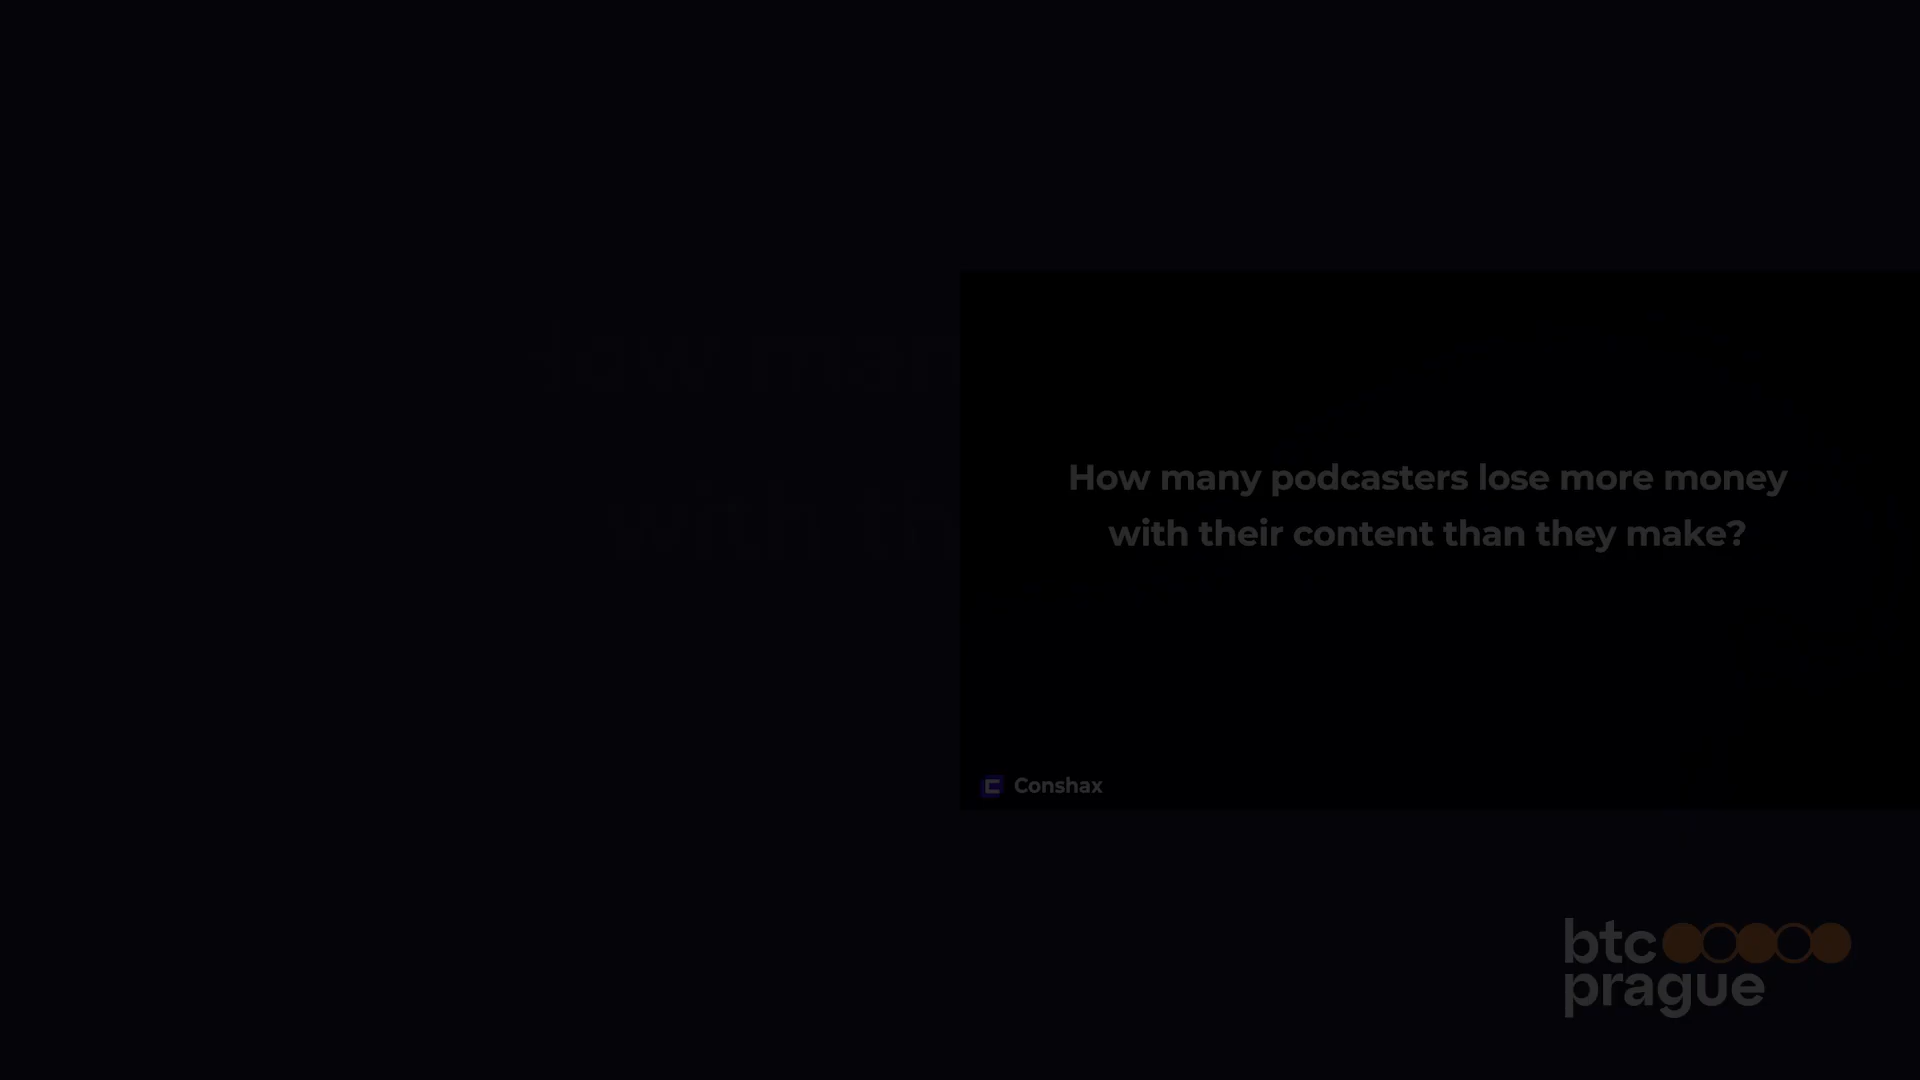 How many podcasters lose more money
with their content than they make?
Conshax
btc
prague